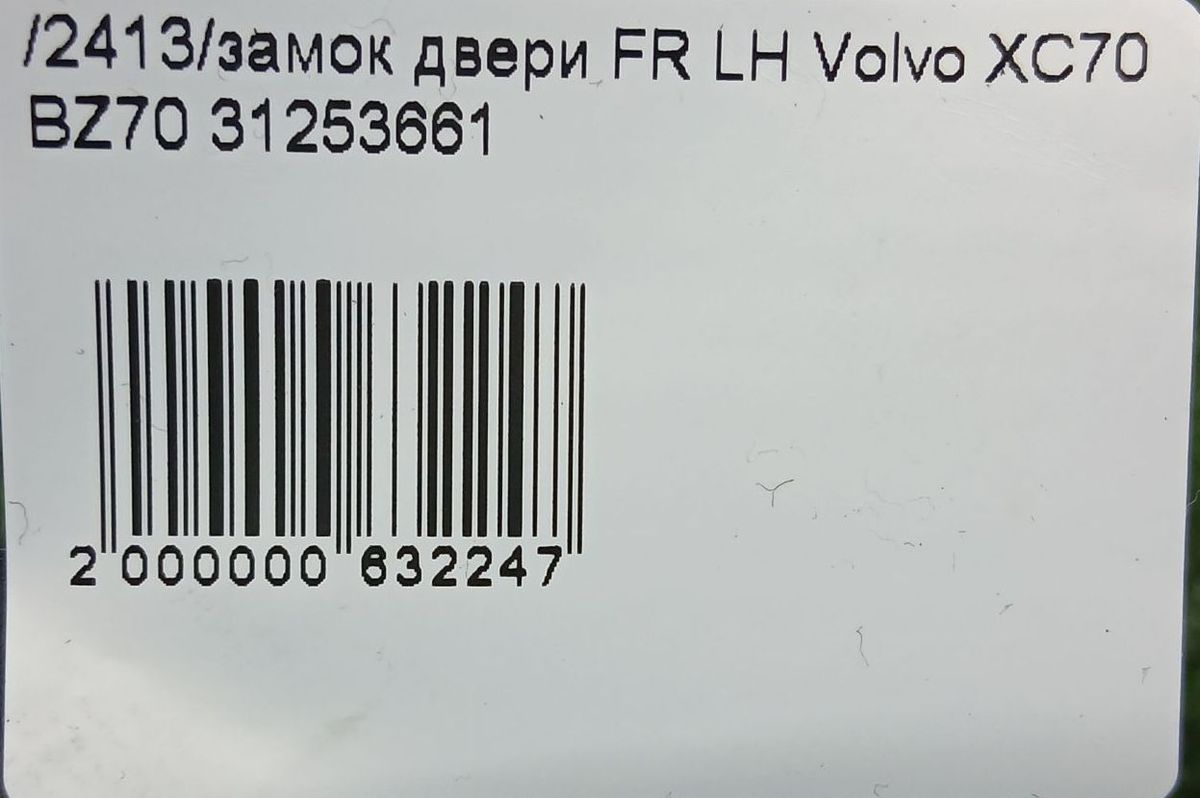 /2413/замок двери FR LH Volvo XC70
BZ70 31253661
2 000000 632247